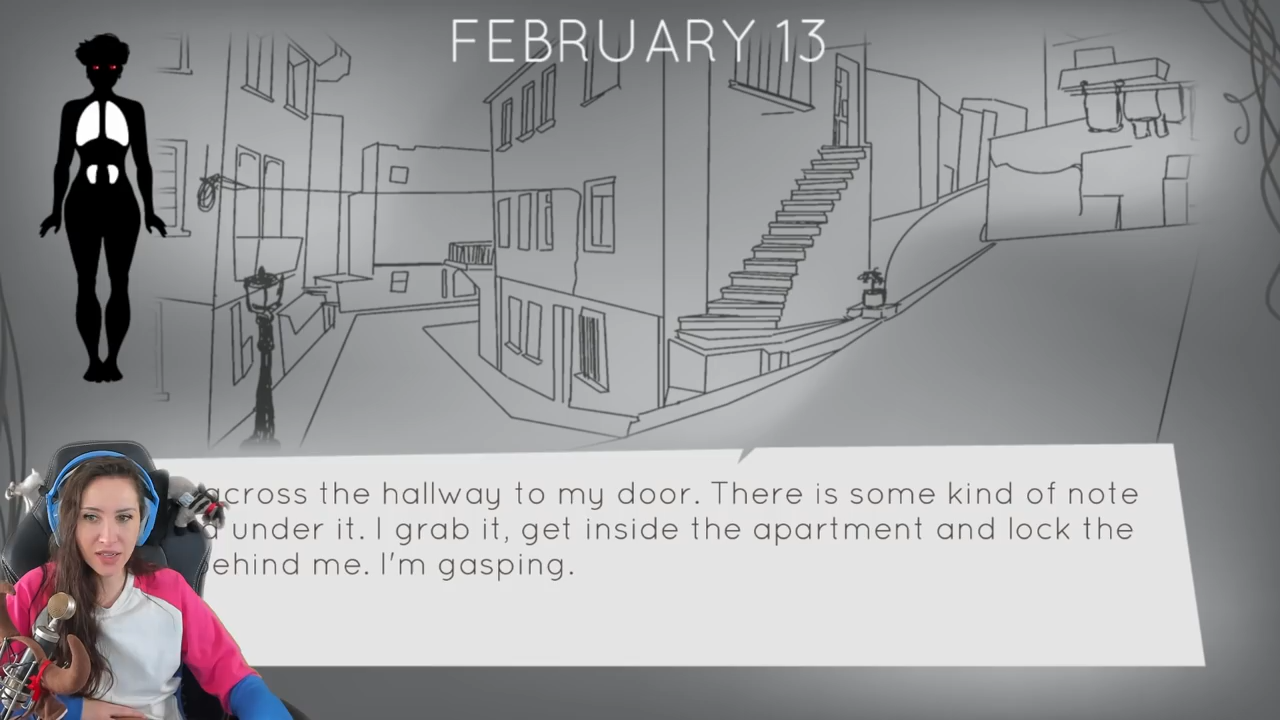 FEBRUARY 13
across the hallway to my door. There is some kind of note
under it. I grab it, get inside the apartment and lock the
me. I'm gasping.